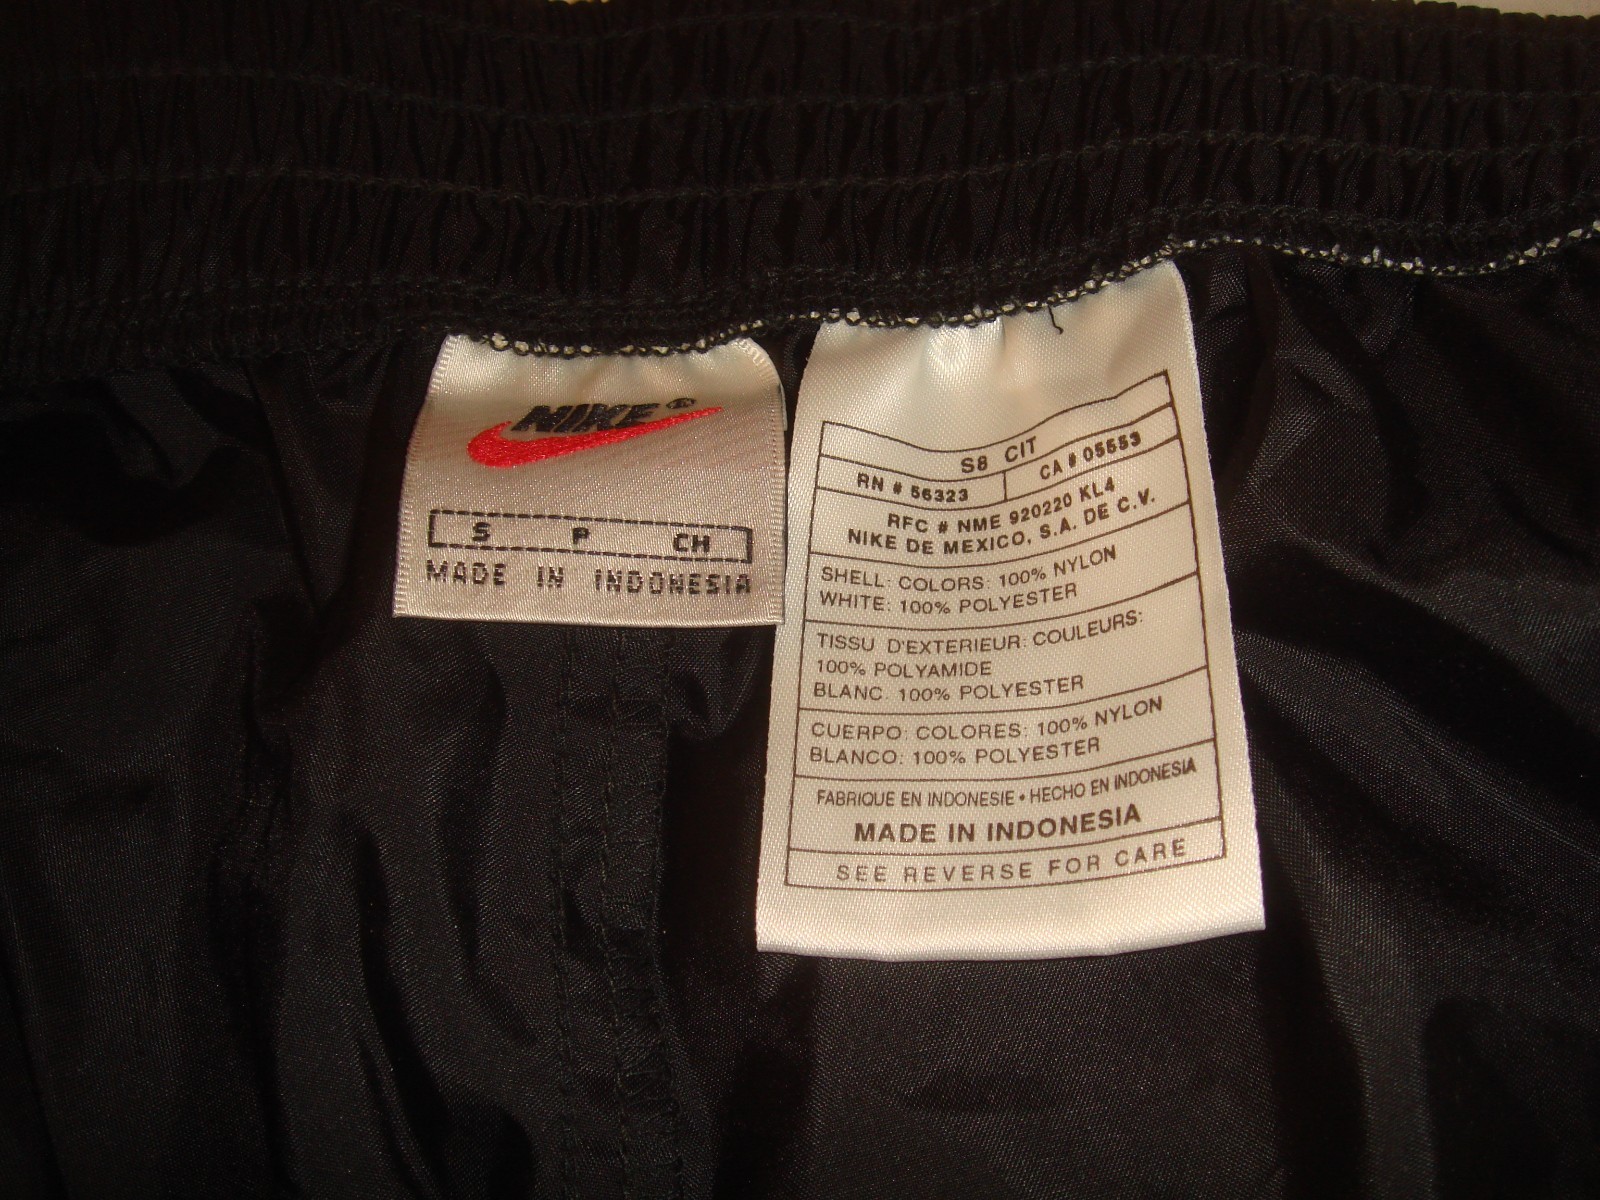 NIKE®
S P CH
MADE IN INDONESIA
S8 CIT
RN # 56323 CA # 05553
RFC # NME 920220 KL4
NIKE DE MEXICO, S.A. DE C.V.
SHELL: COLORS: 100% NYLON
WHITE: 100% POLYESTER
TISSU D'EXTERIEUR: COULEURS:
100% POLYAMIDE
BLANC. 100% POLYESTER
CUERPO: COLORES: 100% NYLON
BLANCO: 100% POLYESTER
FABRIQUE EN INDONESIE • HECHO EN INDONESIA
MADE IN INDONESIA
SEE REVERSE FOR CARE